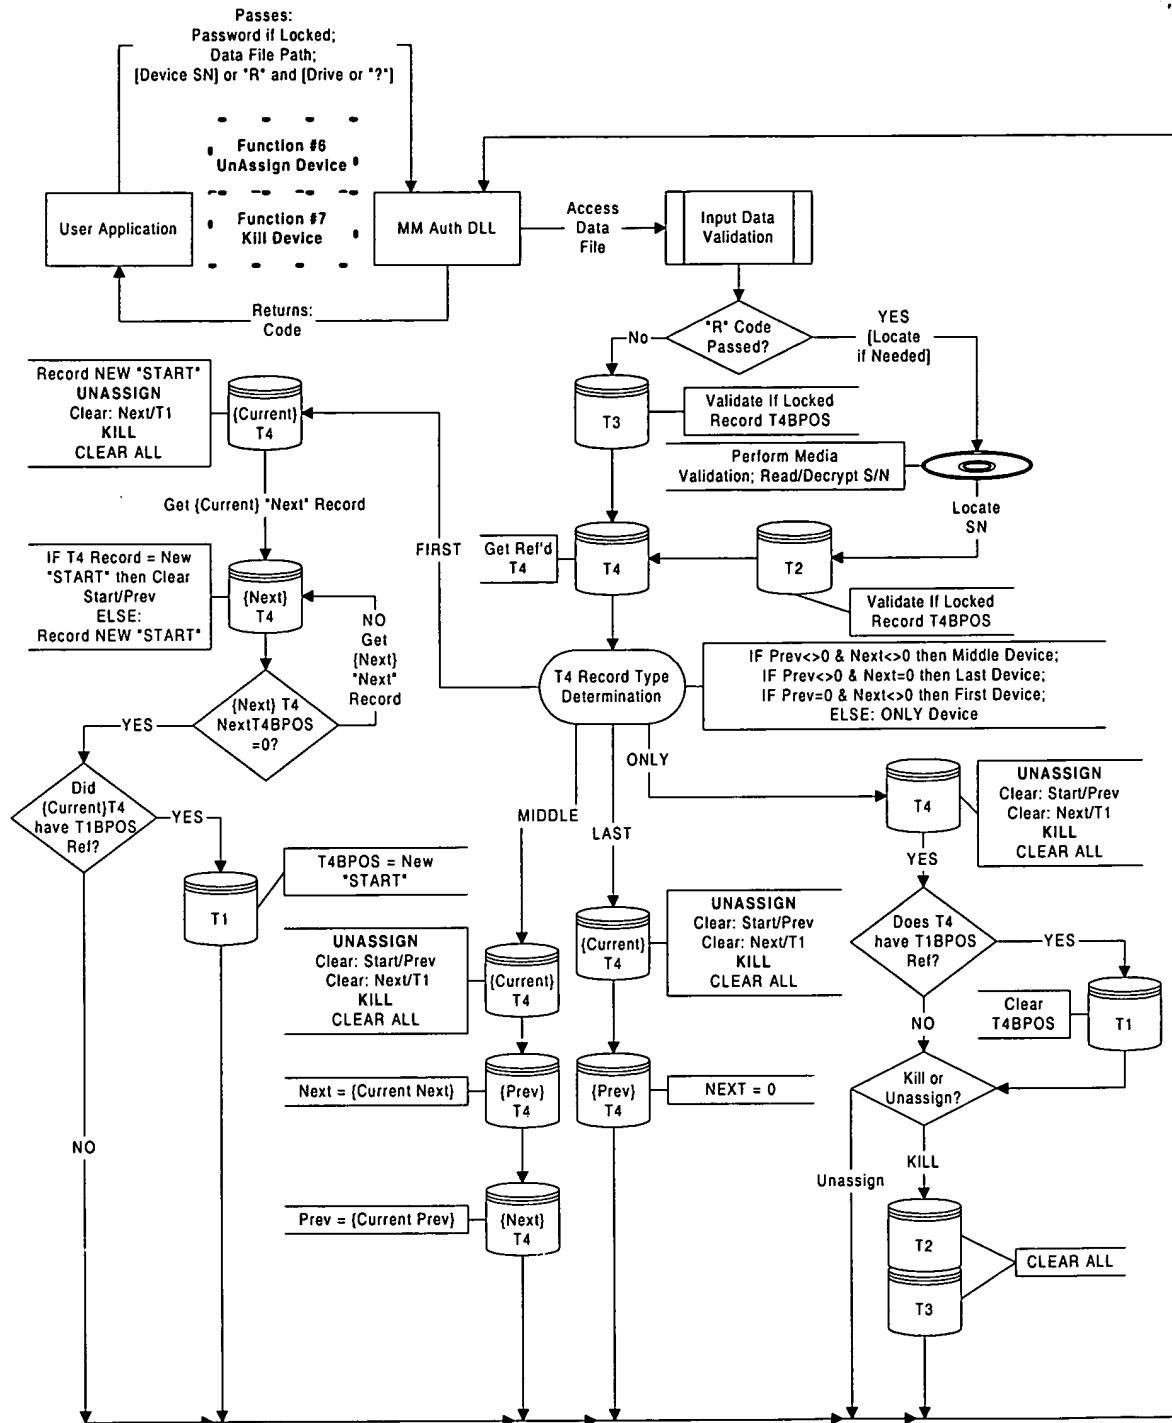 Passes:
Password if Locked;
Data File Path;
[Device SN] or "R" and [Drive or "?"]
Function #6
UnAssign Device
Function #7
Kill Device
User Application
MM Auth DLL
Access
Data
File
Input Data
Validation
Returns:
Code
"R" Code
Passed?
No
YES
[Locate
if Needed]
Record NEW "START"
UNASSIGN
Clear: Next/T1
KILL
CLEAR ALL
{Current}
T4
T3
Validate If Locked
Record T4BPOS
Perform Media
Validation; Read/Decrypt S/N
Locate
SN
Get {Current} "Next" Record
FIRST
Get Ref'd
T4
T4
T2
Validate If Locked
Record T4BPOS
IF T4 Record = New
"START" then Clear
Start/Prev
ELSE:
Record NEW "START"
{Next}
T4
NO
Get
{Next}
"Next"
Record
T4 Record Type
Determination
IF Prev<>0 & Next<>0 then Middle Device;
IF Prev<>0 & Next=0 then Last Device;
IF Prev=0 & Next<>0 then First Device;
ELSE: ONLY Device
{Next} T4
NextT4BPOS
=0?
YES
ONLY
Did
{Current}T4
have T1BPOS
Ref?
YES
MIDDLE
LAST
T4
UNASSIGN
Clear: Start/Prev
Clear: Next/T1
KILL
CLEAR ALL
YES
T1
T4BPOS = New
"START"
UNASSIGN
Clear: Start/Prev
Clear: Next/T1
KILL
CLEAR ALL
{Current}
T4
{Current}
T4
UNASSIGN
Clear: Start/Prev
Clear: Next/T1
KILL
CLEAR ALL
Does T4
have T1BPOS
Ref?
YES
NO
Clear
T4BPOS
T1
Next = {Current Next}
{Prev}
T4
{Prev}
T4
NEXT = 0
Kill or
Unassign?
NO
Unassign
KILL
Prev = {Current Prev}
{Next}
T4
T2
T3
CLEAR ALL